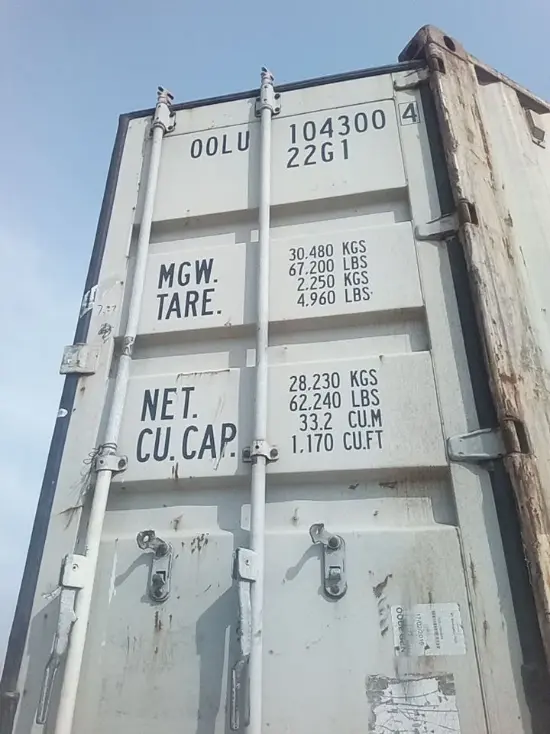 OOLU 104300 4
22G1
MGW. 30.480 KGS
67.200 LBS
TARE. 2.250 KGS
4.960 LBS
NET. 28.230 KGS
62.240 LBS
CU.CAP. 33.2 CU.M
1.170 CU.FT